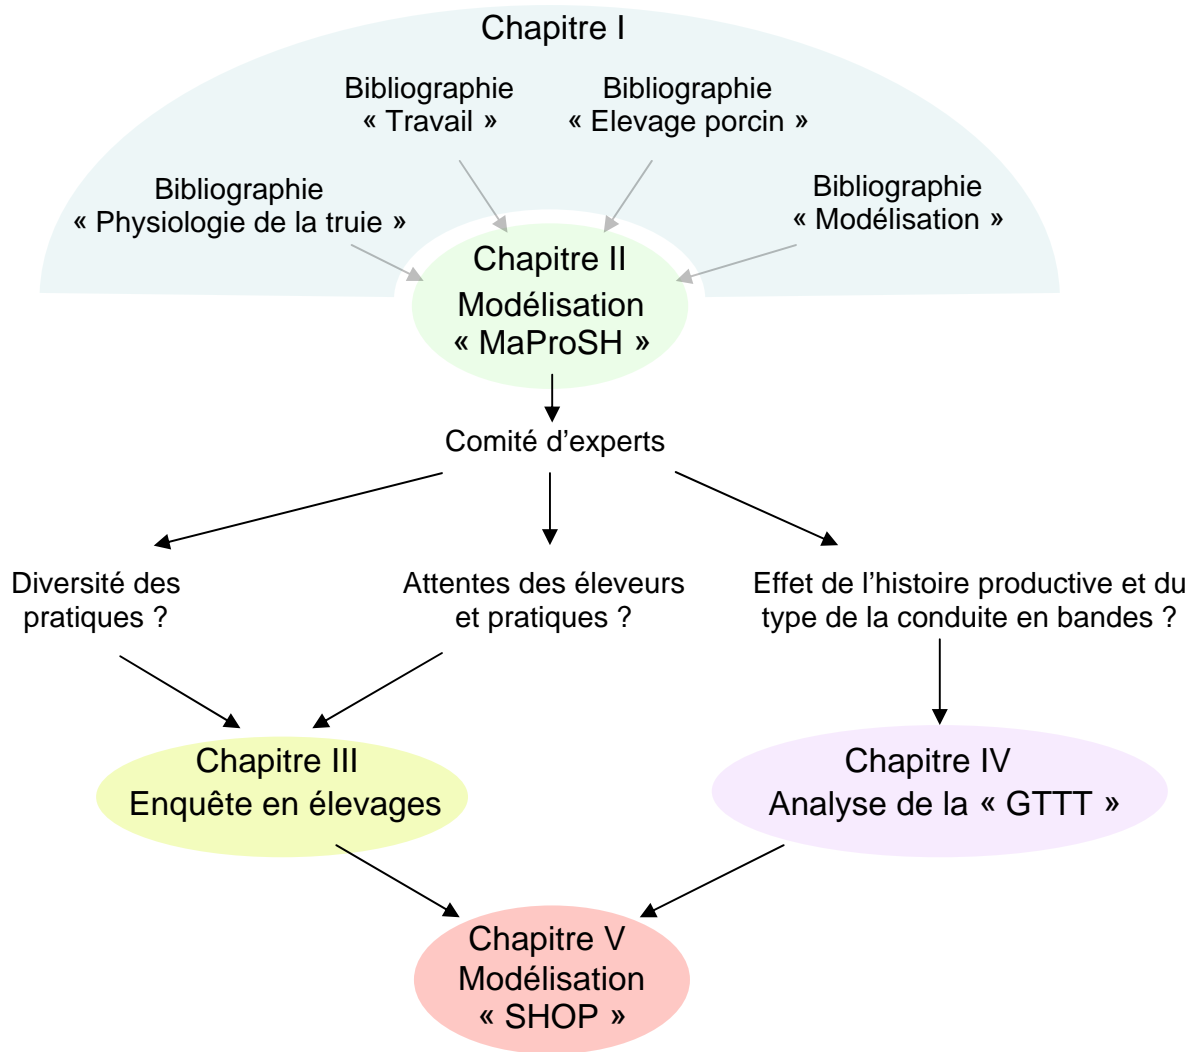 Chapitre I
Bibliographie
« Travail »
Bibliographie
« Elevage porcin »
Bibliographie
« Physiologie de la truie »
Bibliographie
« Modélisation »
Chapitre II
Modélisation
« MaProSH »
Comité d’experts
Diversité des
pratiques ?
Attentes des éleveurs
et pratiques ?
Effet de l’histoire productive et du
type de la conduite en bandes ?
Chapitre III
Enquête en élevages
Chapitre IV
Analyse de la « GTTT »
Chapitre V
Modélisation
« SHOP »